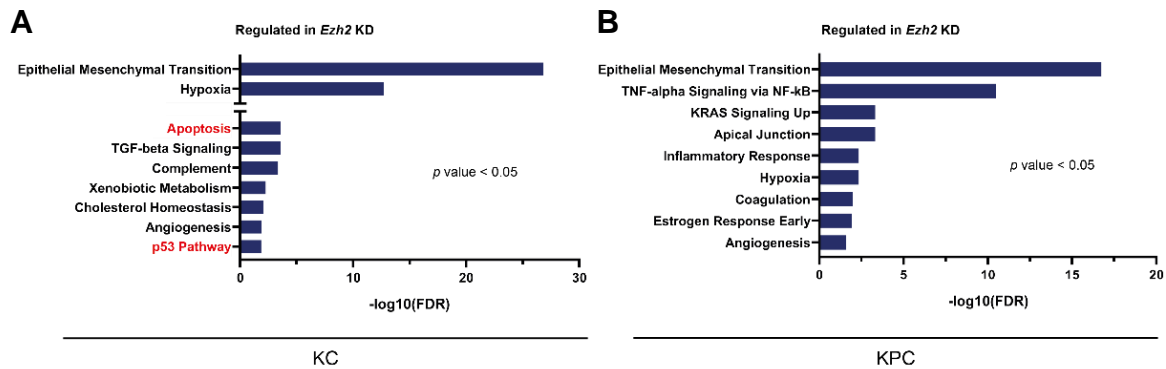 A
Regulated in Ezh2 KD
Epithelial Mesenchymal Transition
Hypoxia
Apoptosis
TGF-beta Signaling
Complement
Xenobiotic Metabolism
Cholesterol Homeostasis
Angiogenesis
p53 Pathway
p value < 0.05
0 10 20 30
-log10(FDR)
KC
B
Regulated in Ezh2 KD
Epithelial Mesenchymal Transition
TNF-alpha Signaling via NF-kB
KRAS Signaling Up
Apical Junction
Inflammatory Response
Hypoxia
Coagulation
Estrogen Response Early
Angiogenesis
p value < 0.05
0 5 10 15 20
-log10(FDR)
KPC